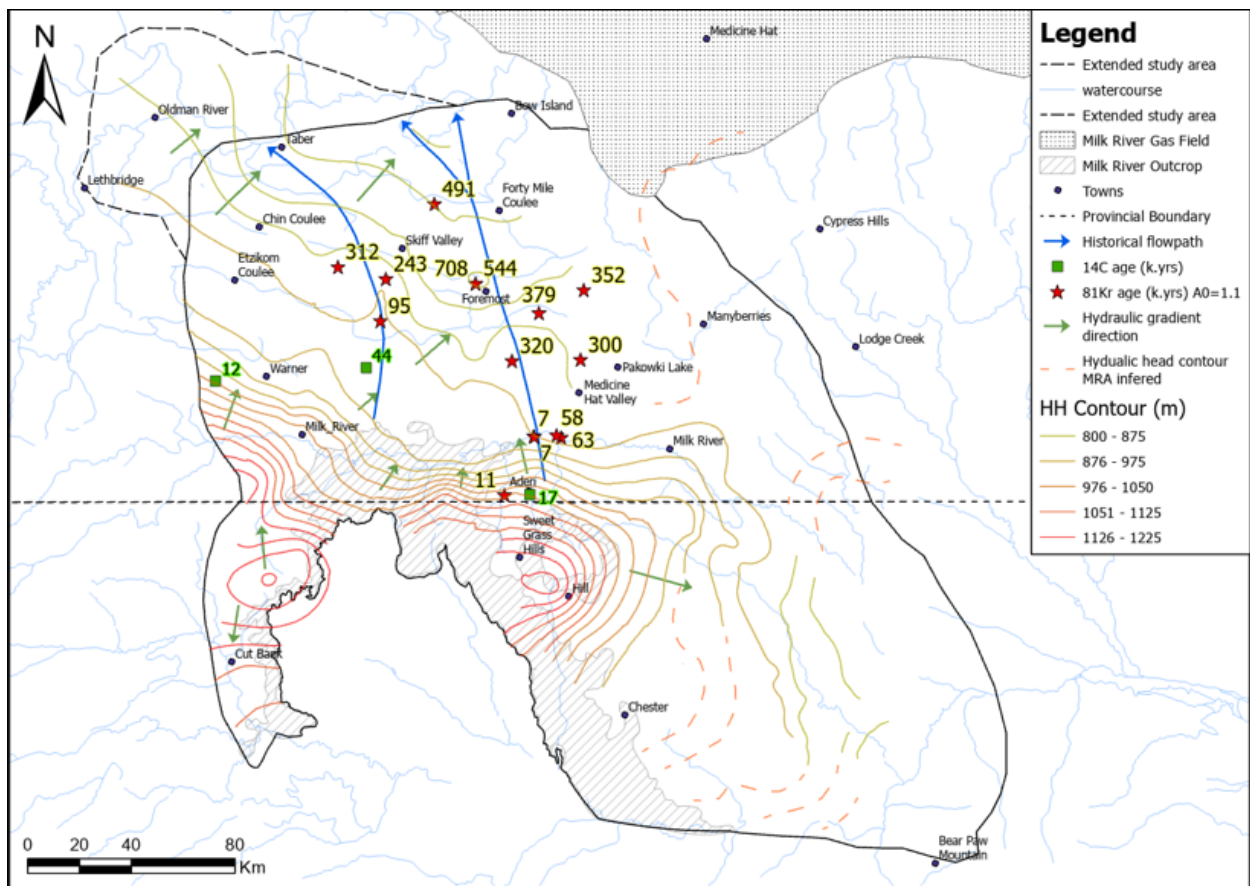 N
Medicine Hat
Oldman River
Bow Island
Taber
Lethbridge
491
Forty Mile
Coulee
Chin Coulee
Cypress Hills
Skiff Valley
312
243
708
544
Etzikom
Coulee
352
Foremost
379
95
Manyberries
Lodge Creek
320
300
44
12
Warner
Pakowki Lake
Medicine
Hat Valley
7
58
Milk_River
63
7
Milk River
11
Aden
17
Sweet
Grass
Hills
Hill
Cut Bank
Chester
Bear Paw
Mountain
0
20
40
80
Km
Legend
Extended study area
watercourse
Extended study area
Milk River Gas Field
Milk River Outcrop
Towns
Provincial Boundary
Historical flowpath
14C age (k.yrs)
81Kr age (k.yrs) A0=1.1
Hydraulic gradient
direction
Hydualic head contour
MRA infered
HH Contour (m)
800 - 875
876 - 975
976 - 1050
1051 - 1125
1126 - 1225